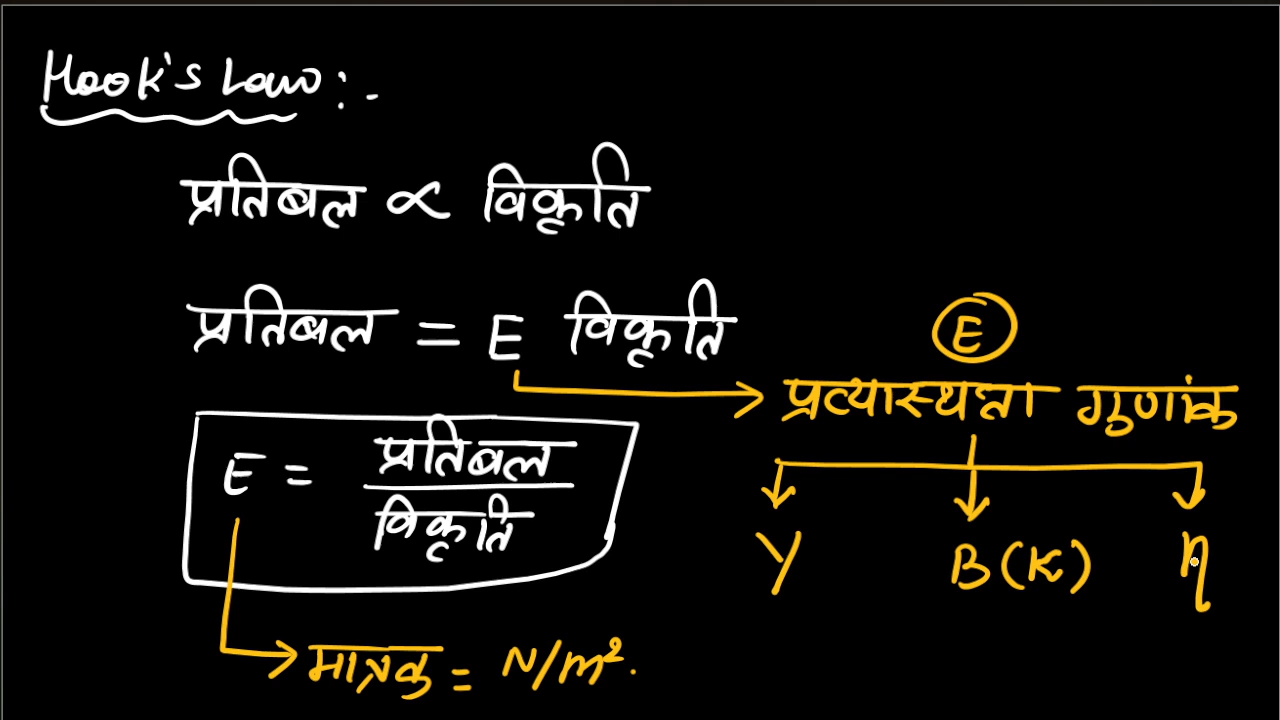 Hook's Law :-
प्रतिबल ∝ विकृति
प्रतिबल = E विकृति
E
प्रत्यास्थता गुणांक
E = प्रतिबल / विकृति
Y B(K) η
मात्रक = N/m².